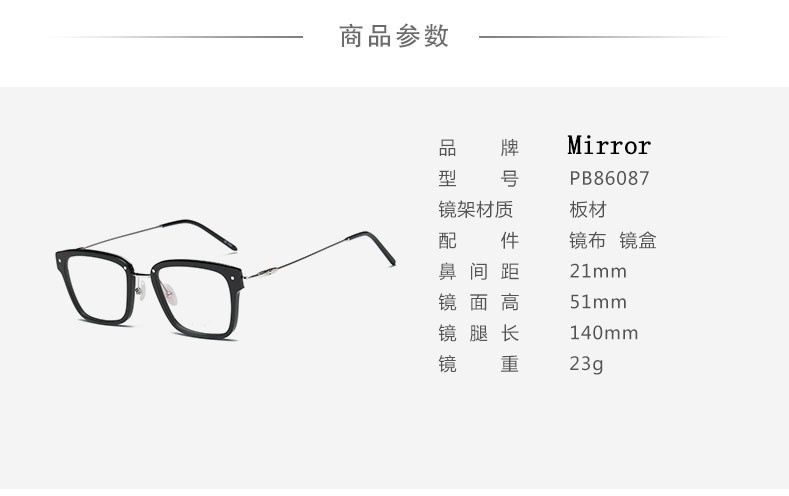 商品参数
品 牌 Mirror
型 号 PB86087
镜架材质 板材
配 件 镜布 镜盒
鼻间距 21mm
镜面高 51mm
镜腿长 140mm
镜 重 23g